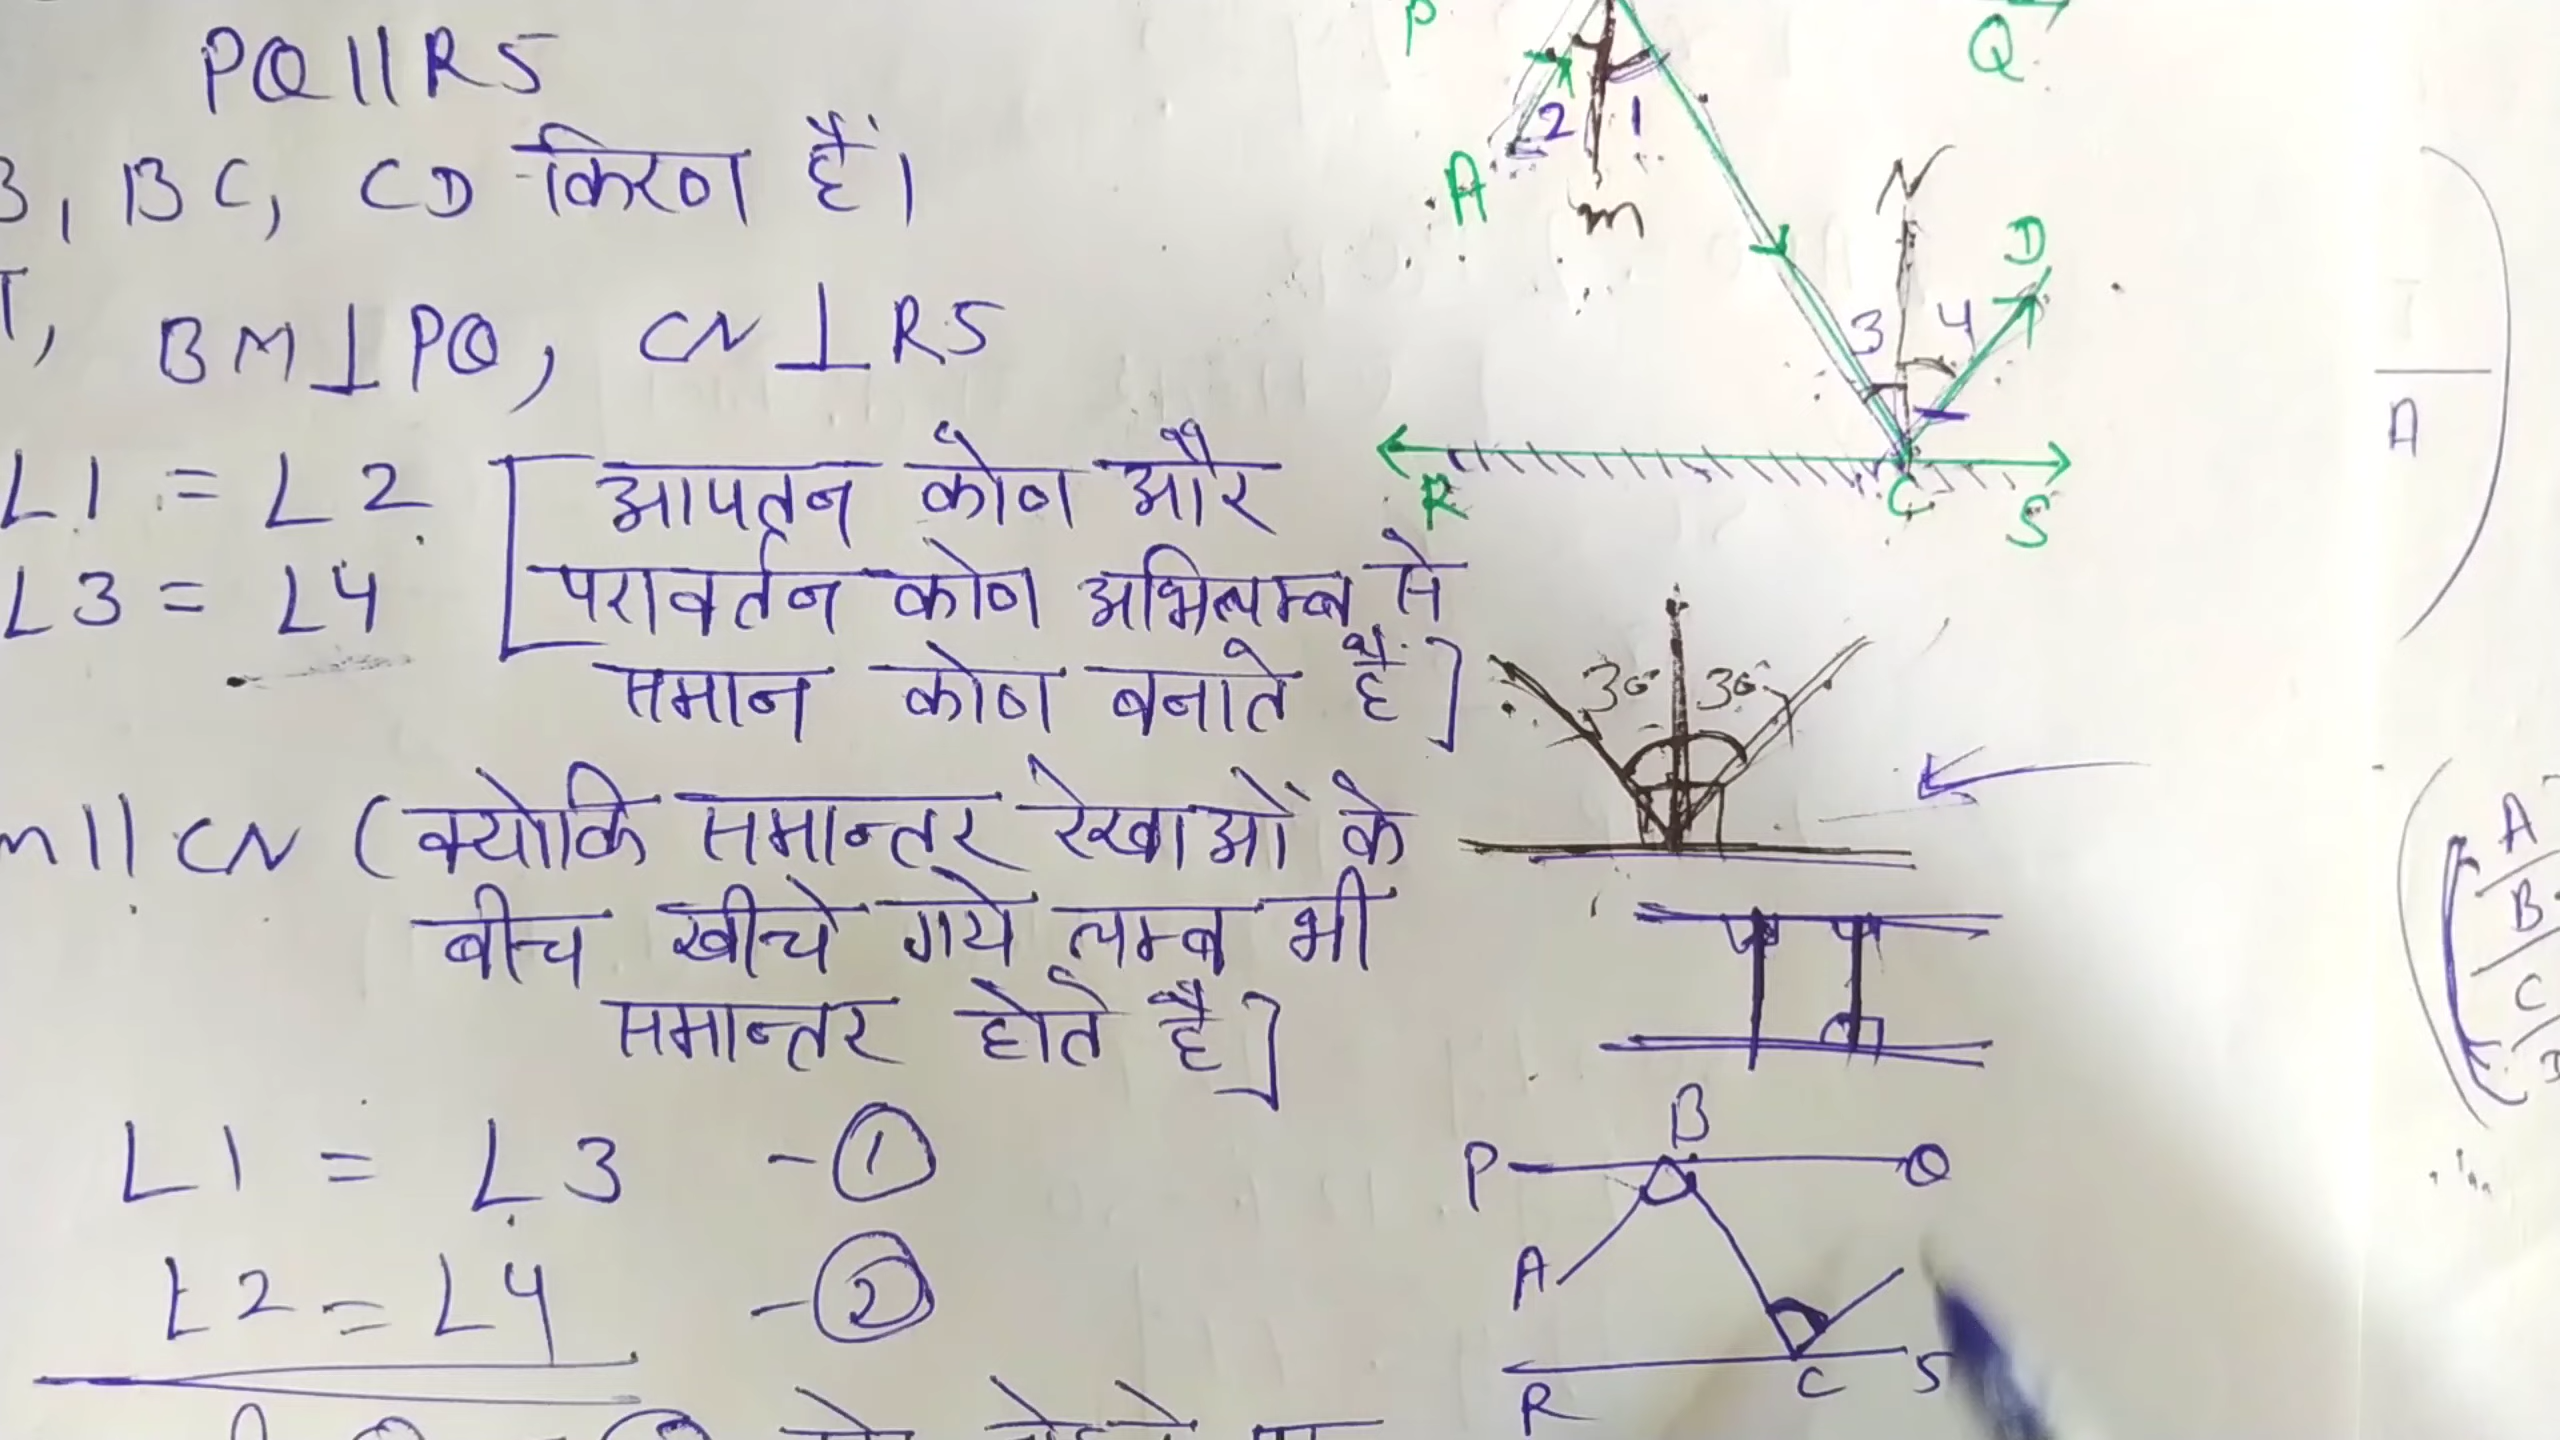 PQ || RS
B, BC, CD किरण हैं।
T, BM ⊥ PQ, CN ⊥ RS
∠1 = ∠2 [आपतन कोण और
∠3 = ∠4 परावर्तन कोण अभिलम्ब से
समान कोण बनाते हैं]
M || CN (क्योकि समान्तर रेखाओं के
बीच खीचे गये लम्ब भी
समान्तर होते है]
∠1 = ∠3 -①
∠2 = ∠4 -②
P Q
2 1
A m
N D
3 4
R C S
30° 30°
B
P Q
A
R C S
A
A
B
C